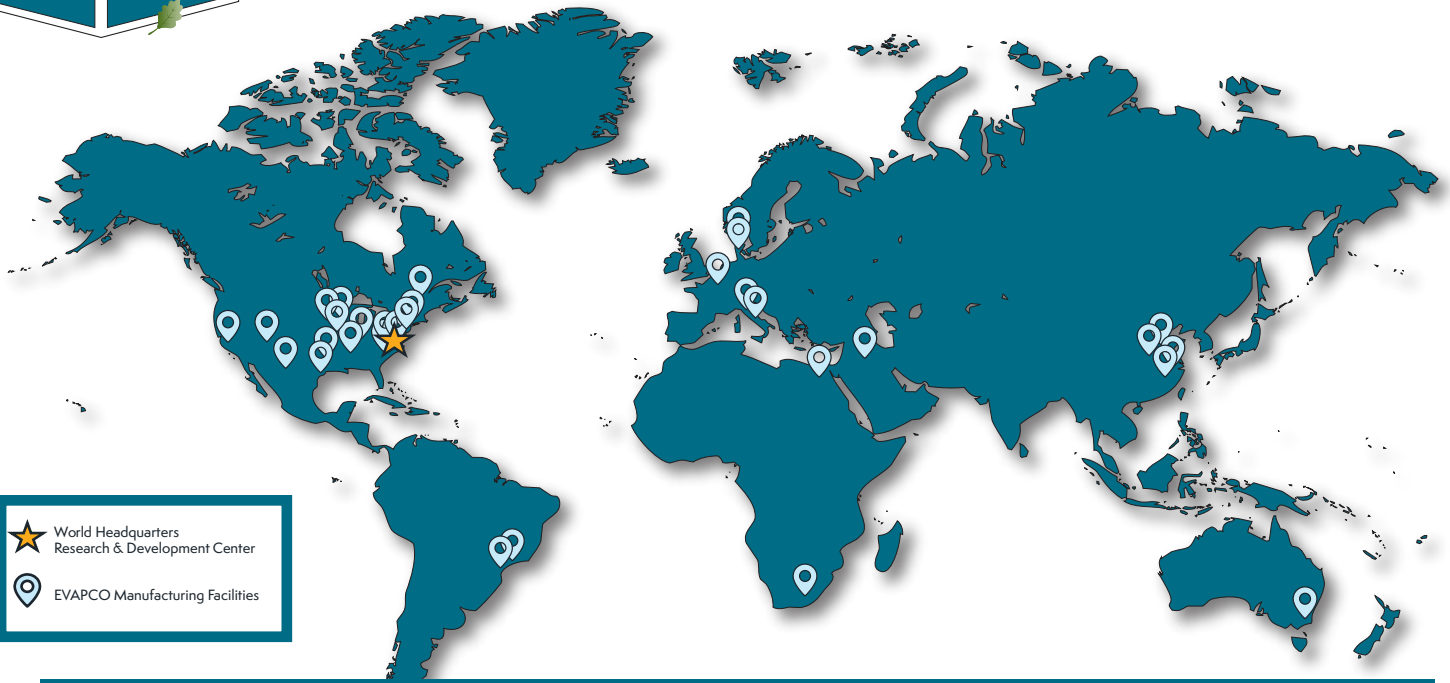 World Headquarters
Research & Development Center
EVAPCO Manufacturing Facilities